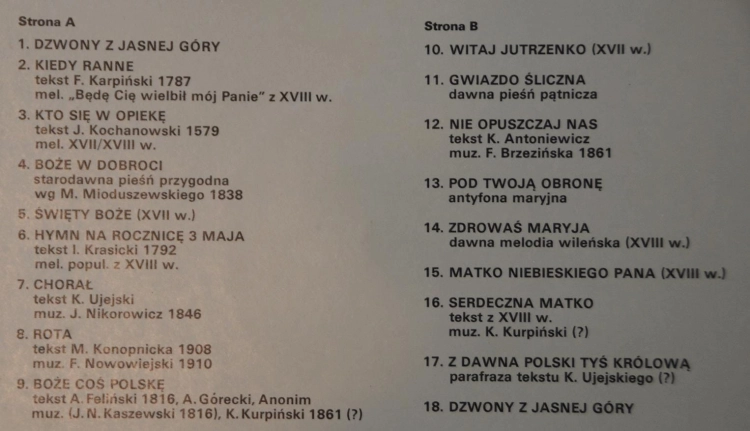 Strona A
1. DZWONY Z JASNEJ GÓRY
2. KIEDY RANNE
tekst F. Karpiński 1787
mel. „Będę Cię wielbił mój Panie” z XVIII w.
3. KTO SIĘ W OPIEKĘ
tekst J. Kochanowski 1579
mel. XVII/XVIII w.
4. BOŻE W DOBROCI
starodawna pieśń przygodna
wg M. Mioduszewskiego 1838
5. ŚWIĘTY BOŻE (XVII w.)
6. HYMN NA ROCZNICĘ 3 MAJA
tekst I. Krasicki 1792
mel. popul. z XVIII w.
7. CHORAŁ
tekst K. Ujejski
muz. J. Nikorowicz 1846
8. ROTA
tekst M. Konopnicka 1908
muz. F. Nowowiejski 1910
9. BOŻE COŚ POLSKĘ
tekst A. Feliński 1816, A. Górecki, Anonim
muz. (J. N. Kaszewski 1816), K. Kurpiński 1861 (?)
Strona B
10. WITAJ JUTRZENKO (XVII w.)
11. GWIAZDO ŚLICZNA
dawna pieśń pątnicza
12. NIE OPUSZCZAJ NAS
tekst K. Antoniewicz
muz. F. Brzezińska 1861
13. POD TWOJĄ OBRONĘ
antyfona maryjna
14. ZDROWAŚ MARYJA
dawna melodia wileńska (XVIII w.)
15. MATKO NIEBIESKIEGO PANA (XVIII w.)
16. SERDECZNA MATKO
tekst z XVIII w.
muz. K. Kurpiński (?)
17. Z DAWNA POLSKI TYŚ KRÓLOWĄ
parafraza tekstu K. Ujejskiego (?)
18. DZWONY Z JASNEJ GÓRY